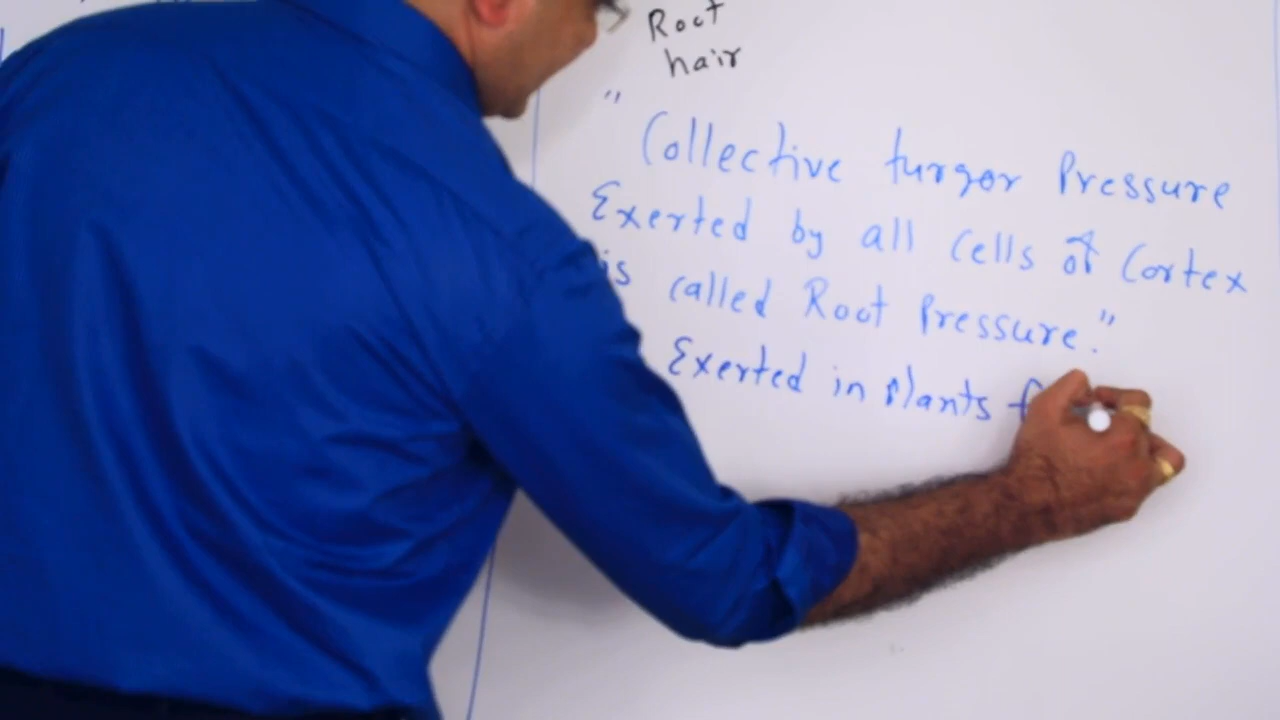 Root
hair
" Collective turgor Pressure
Exerted by all cells of Cortex
is called Root Pressure."
Exerted in plants